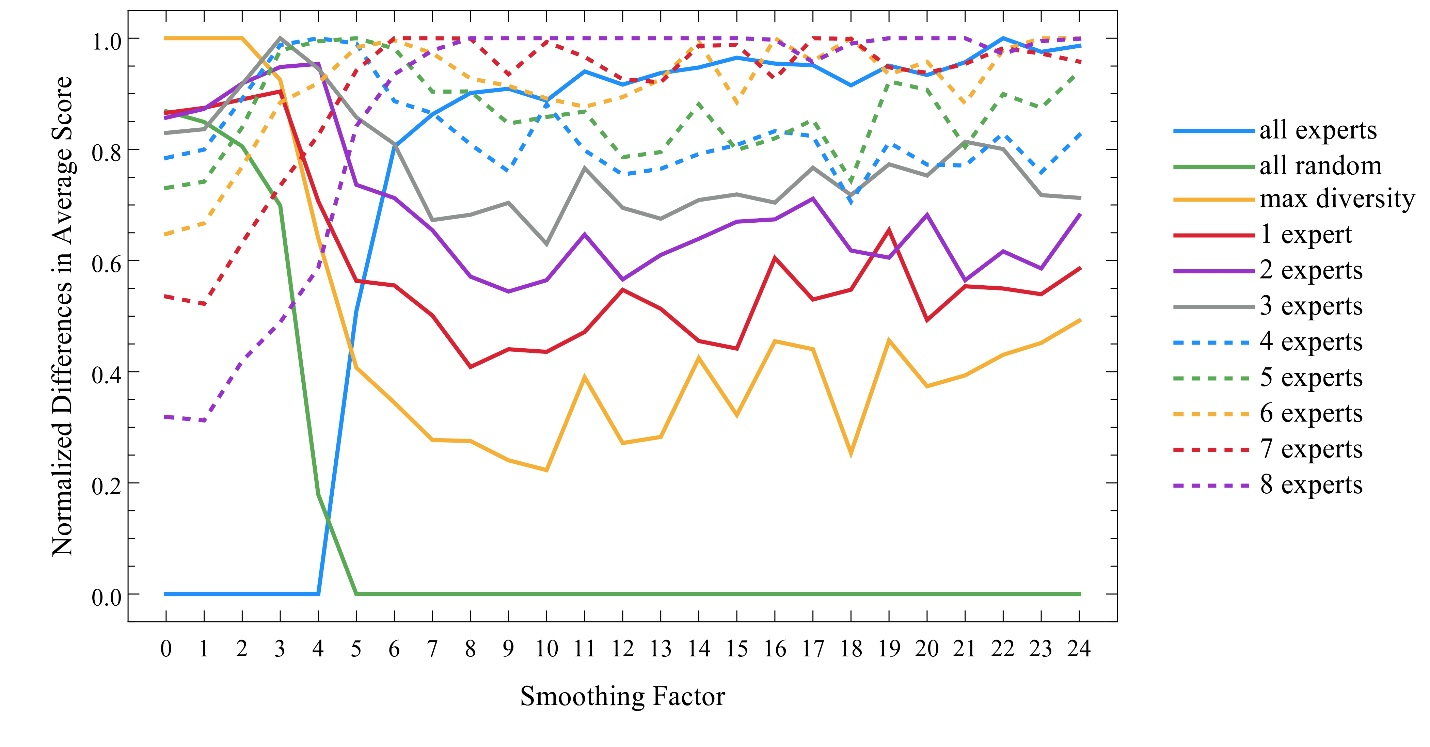 Normalized Differences in Average Score
1.0
0.8
0.6
0.4
0.2
0.0
0 1 2 3 4 5 6 7 8 9 10 11 12 13 14 15 16 17 18 19 20 21 22 23 24
Smoothing Factor
all experts
all random
max diversity
1 expert
2 experts
3 experts
4 experts
5 experts
6 experts
7 experts
8 experts